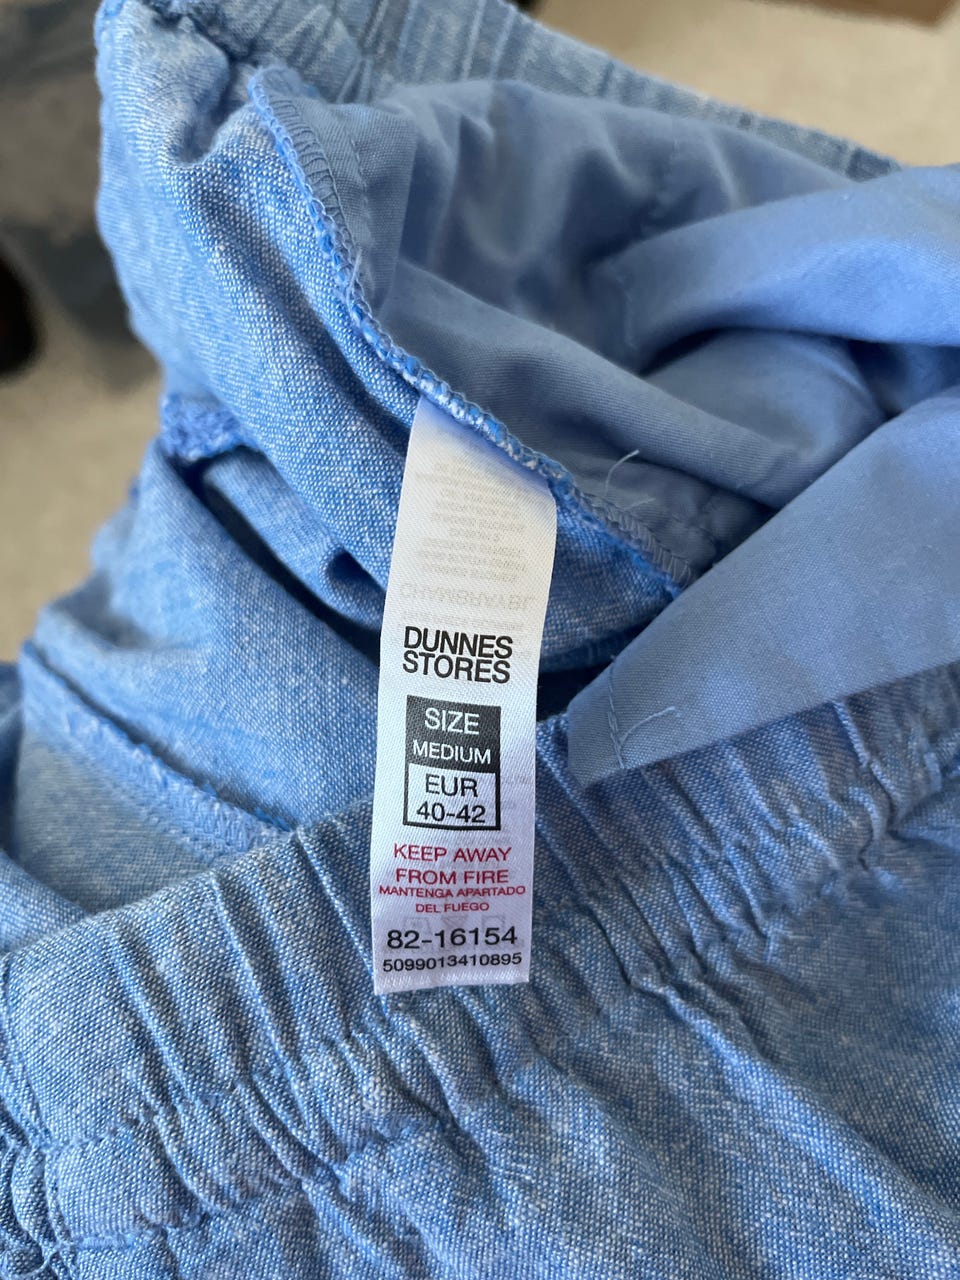 DUNNES
STORES
SIZE
MEDIUM
EUR
40-42
KEEP AWAY
FROM FIRE
MANTENGA APARTADO
DEL FUEGO
82-16154
5099013410895